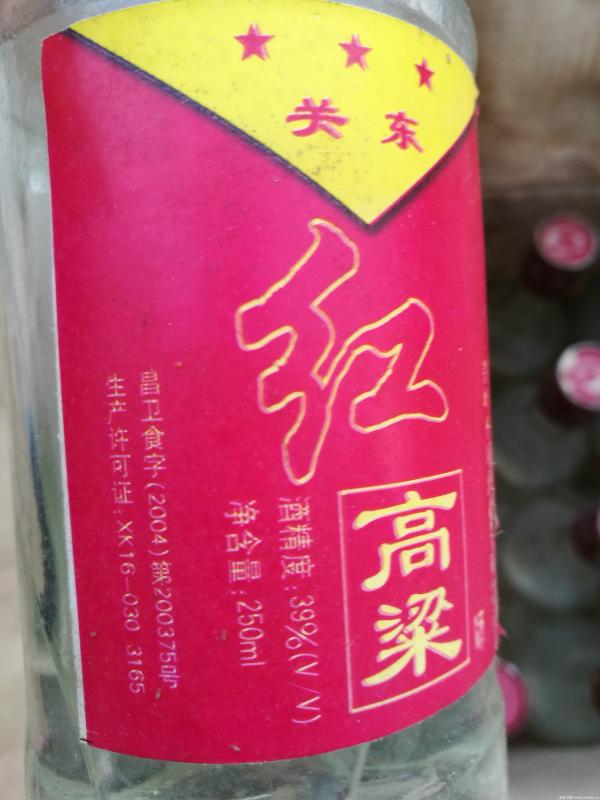 关东
红
高粱
酒精度:39%(V/V)
净含量:250ml
昌卫食字(2004)第200375号
生产许可证:XK16-030 3165